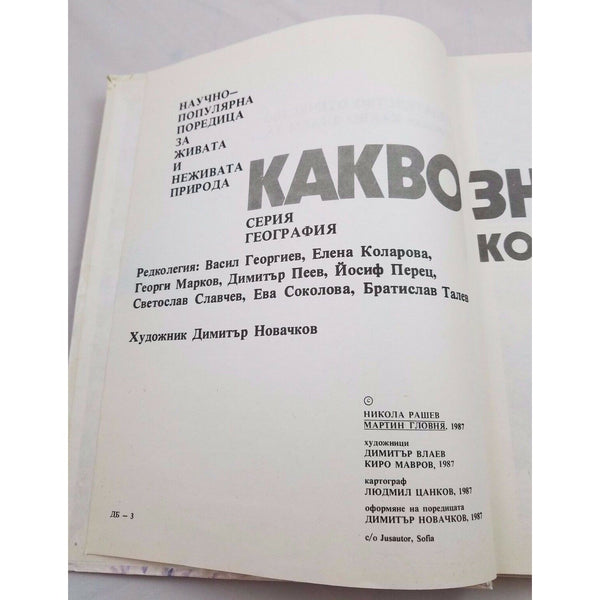 НАУЧНО—
ПОПУЛЯРНА
ПОРЕДИЦА
ЗА
ЖИВАТА
И
НЕЖИВАТА
ПРИРОДА
КАКВО ЗН
КО
СЕРИЯ
ГЕОГРАФИЯ
Редколегия: Васил Георгиев, Елена Коларова,
Георги Марков, Димитър Пеев, Йосиф Перец,
Светослав Славчев, Ева Соколова, Братислав Талев
Художник Димитър Новачков
©
НИКОЛА РАШЕВ
МАРТИН ГЛОВНЯ, 1987
художници
ДИМИТЪР ВЛАЕВ
КИРО МАВРОВ, 1987
картограф
ЛЮДМИЛ ЦАНКОВ, 1987
оформяне на поредицата
ДИМИТЪР НОВАЧКОВ, 1987
c/o Jusautor, Sofia
ДБ — 3